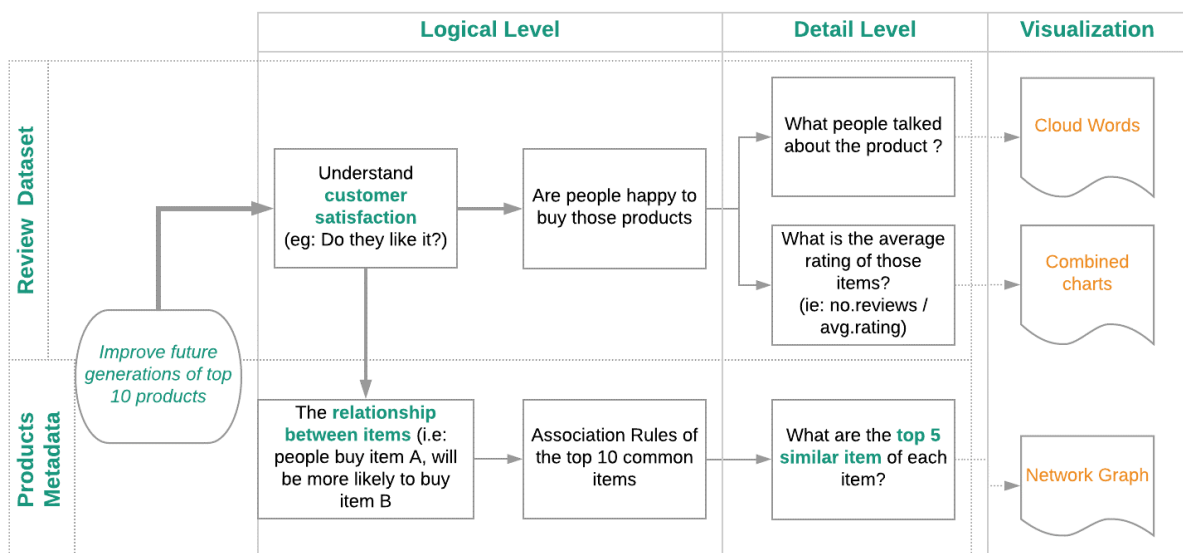 Logical Level
Detail Level
Visualization
Review Dataset
What people talked
about the product ?
Cloud Words
Understand
customer
satisfaction
(eg: Do they like it?)
Are people happy to
buy those products
What is the average
rating of those
items?
(ie: no.reviews /
avg.rating)
Combined
charts
Improve future
generations of top
10 products
Products
Metadata
The relationship
between items (i.e:
people buy item A, will
be more likely to buy
item B
Association Rules of
the top 10 common
items
What are the top 5
similar item of each
item?
Network Graph